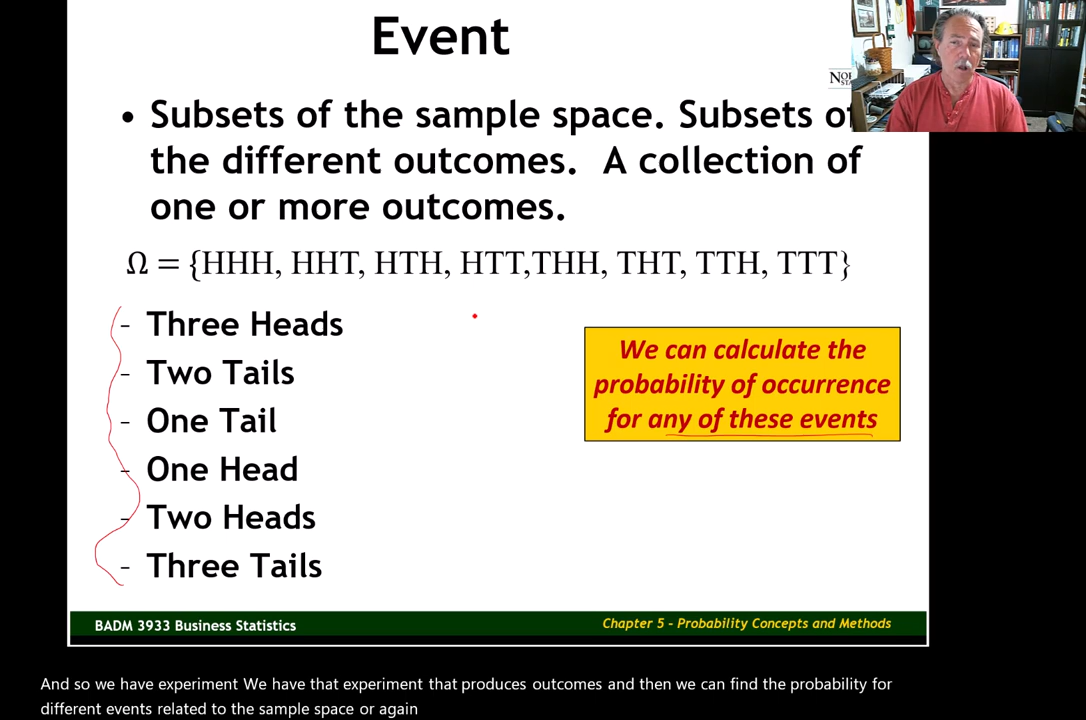 Event
• Subsets of the sample space. Subsets of
the different outcomes. A collection of
one or more outcomes.
Ω = {HHH, HHT, HTH, HTT,THH, THT, TTH, TTT}
- Three Heads
- Two Tails
- One Tail
- One Head
- Two Heads
- Three Tails
We can calculate the
probability of occurrence
for any of these events
BADM 3933 Business Statistics
Chapter 5 - Probability Concepts and Methods
And so we have experiment We have that experiment that produces outcomes and then we can find the probability for
different events related to the sample space or again